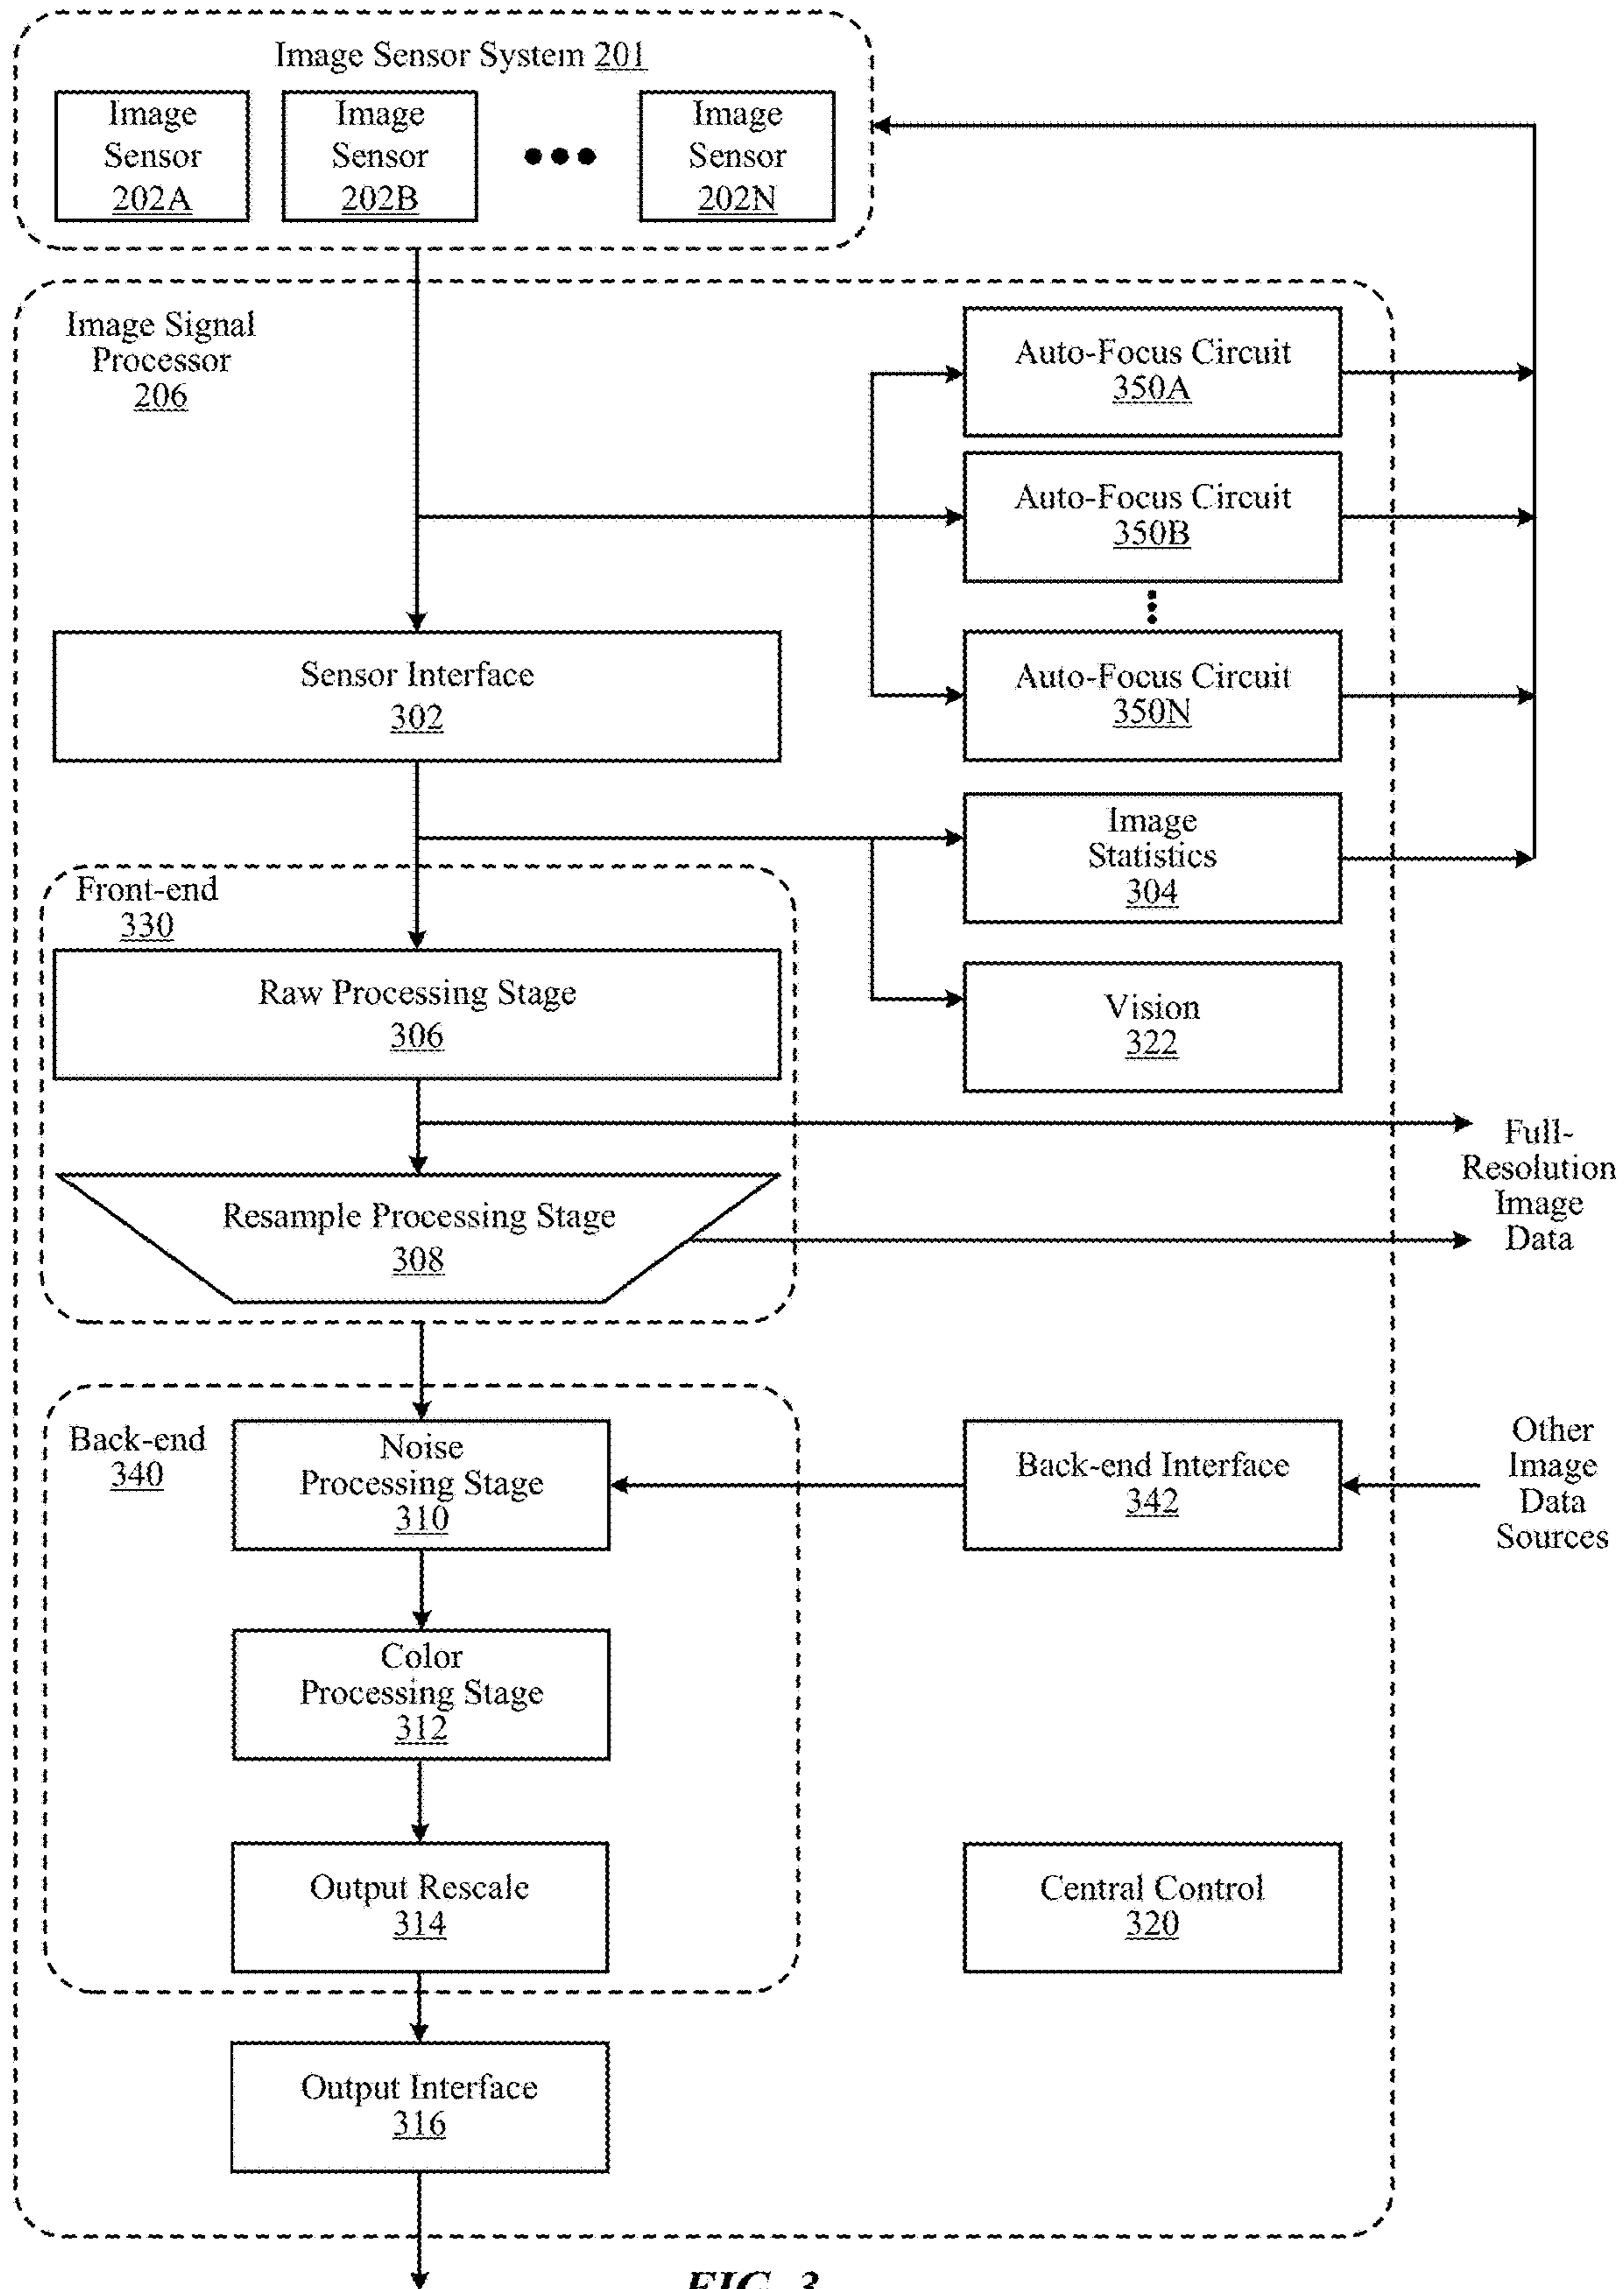 Image Sensor System 201
Image
Sensor
202A
Image
Sensor
202B
Image
Sensor
202N
Image Signal
Processor
206
Auto-Focus Circuit
350A
Auto-Focus Circuit
350B
Sensor Interface
302
Auto-Focus Circuit
350N
Image
Statistics
304
Front-end
330
Raw Processing Stage
306
Vision
322
Full-
Resolution
Image
Data
Resample Processing Stage
308
Back-end
340
Noise
Processing Stage
310
Back-end Interface
342
Other
Image
Data
Sources
Color
Processing Stage
312
Output Rescale
314
Central Control
320
Output Interface
316
FIG. 3